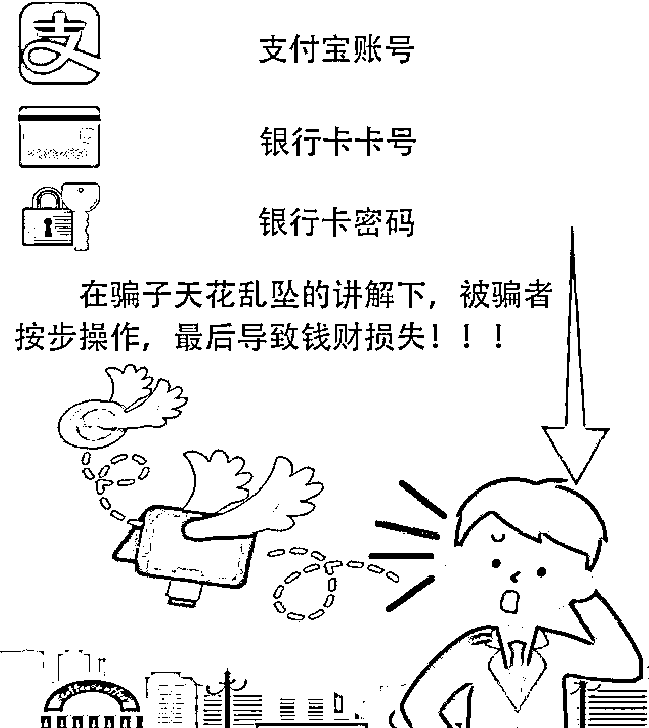 支付宝账号
银行卡卡号
银行卡密码
在骗子天花乱坠的讲解下，被骗者
按步操作，最后导致钱财损失！！！